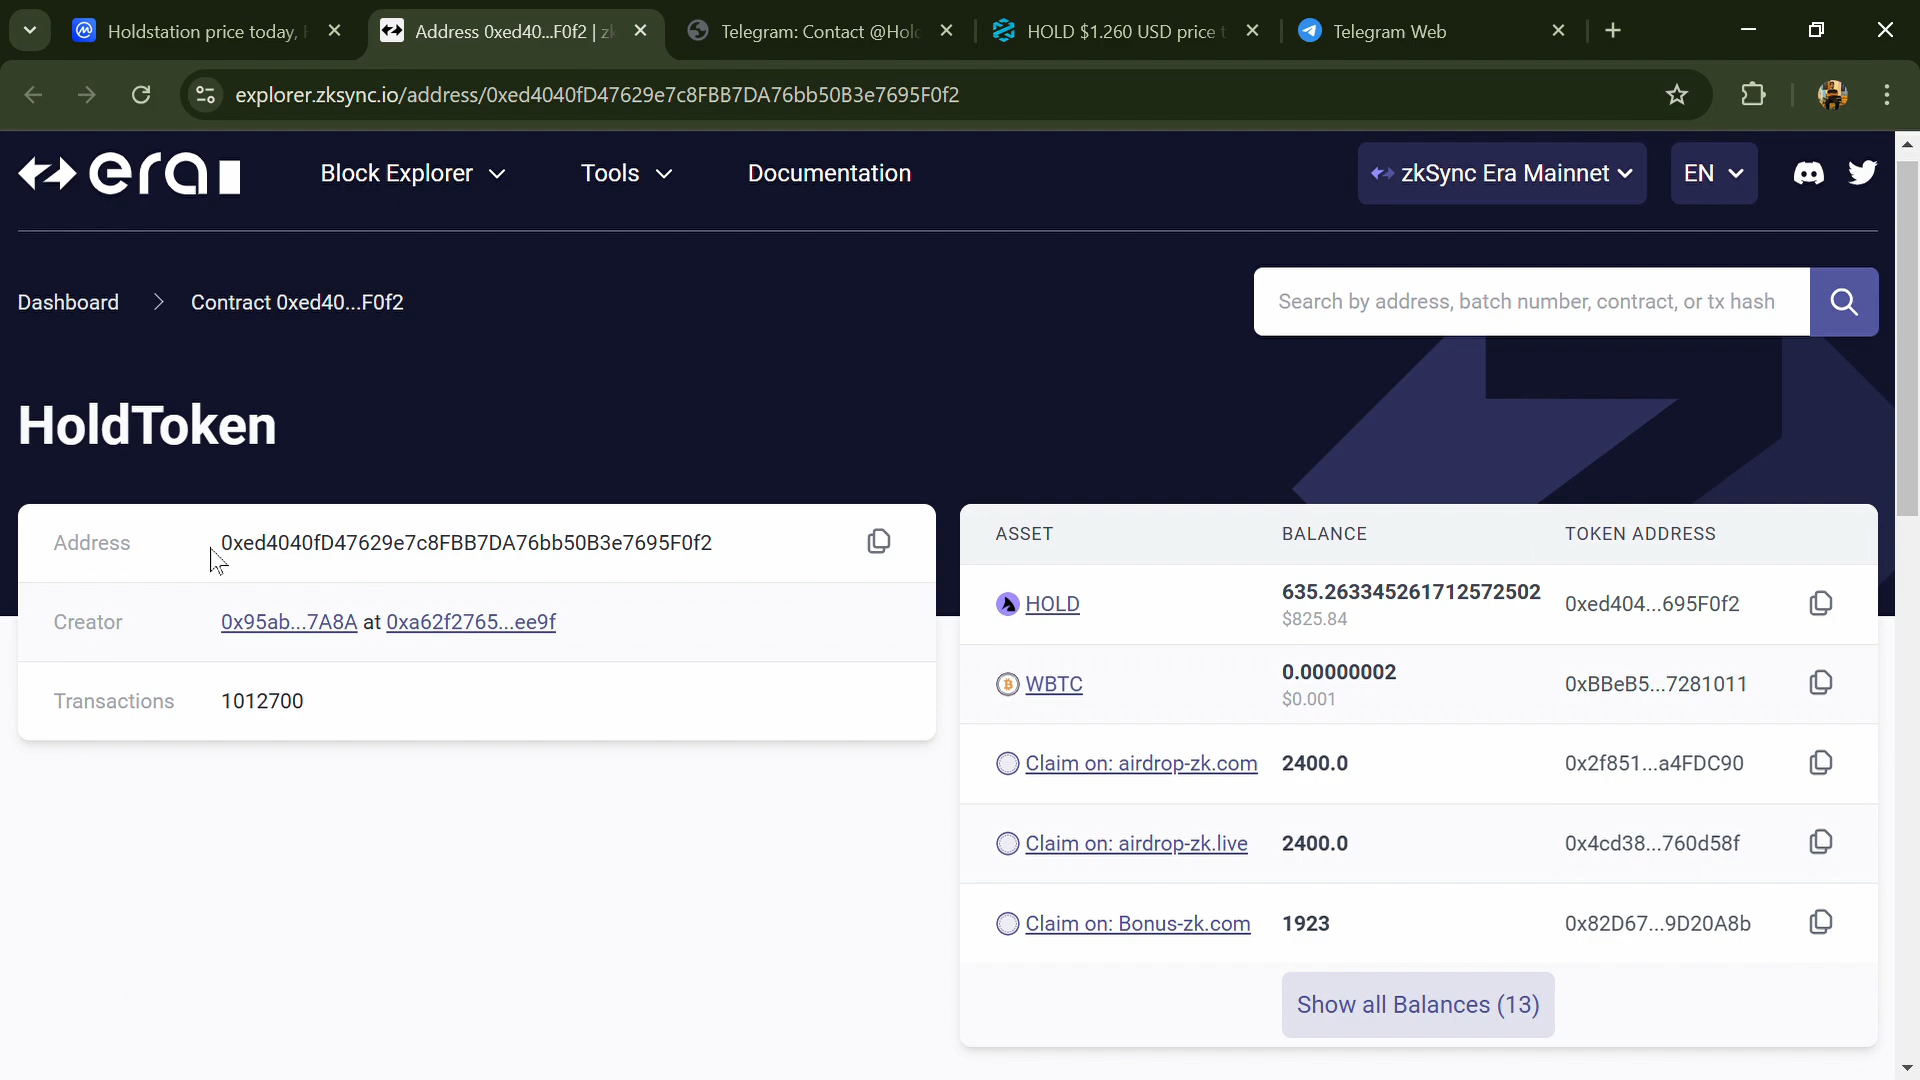 Holdstation price today,
Address 0xed40...F0f2 | z
Telegram: Contact @Hol
HOLD $1.260 USD price t
Telegram Web
explorer.zksync.io/address/0xed4040fD47629e7c8FBB7DA76bb50B3e7695F0f2
era
Block Explorer
Tools
Documentation
zkSync Era Mainnet
EN
Dashboard
Contract 0xed40...F0f2
Search by address, batch number, contract, or tx hash
HoldToken
Address 0xed4040fD47629e7c8FBB7DA76bb50B3e7695F0f2
Creator 0x95ab...7A8A at 0xa62f2765...ee9f
Transactions 1012700
ASSET BALANCE TOKEN ADDRESS
HOLD 635.263345261712572502 0xed404...695F0f2
$825.84
WBTC 0.00000002 0xBBeB5...7281011
$0.001
Claim on: airdrop-zk.com 2400.0 0x2f851...a4FDC90
Claim on: airdrop-zk.live 2400.0 0x4cd38...760d58f
Claim on: Bonus-zk.com 1923 0x82D67...9D20A8b
Show all Balances (13)